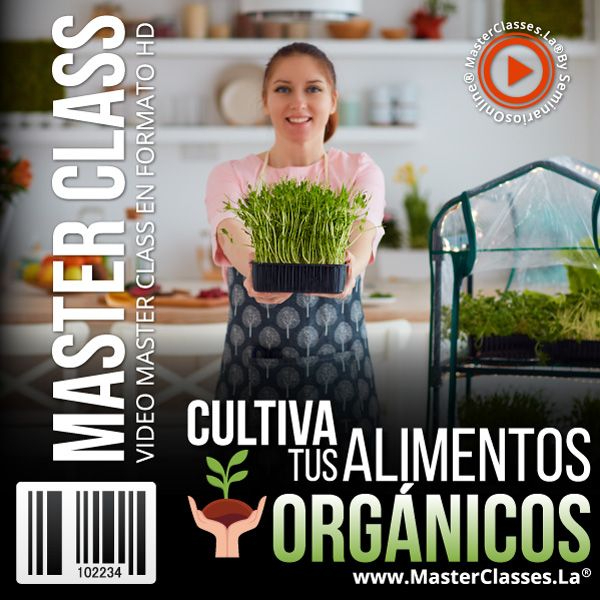 MASTER CLASS
VIDEO MASTER CLASS EN FORMATO HD
MasterClasses.La® By SeminariosOnline®
CULTIVA
TUS ALIMENTOS
ORGÁNICOS
102234
www.MasterClasses.La®